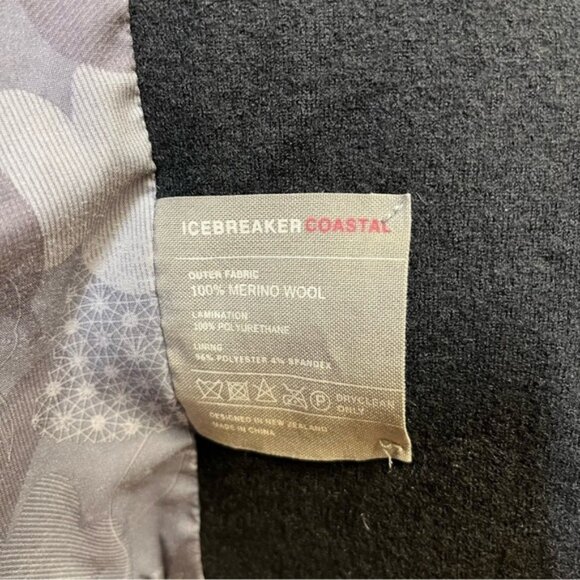 ICEBREAKER COASTAL
OUTER FABRIC
100% MERINO WOOL
LAMINATION
100% POLYURETHANE
LINING
96% POLYESTER 4% SPANDEX
P DRYCLEAN
ONLY
DESIGNED IN NEW ZEALAND
MADE IN CHINA